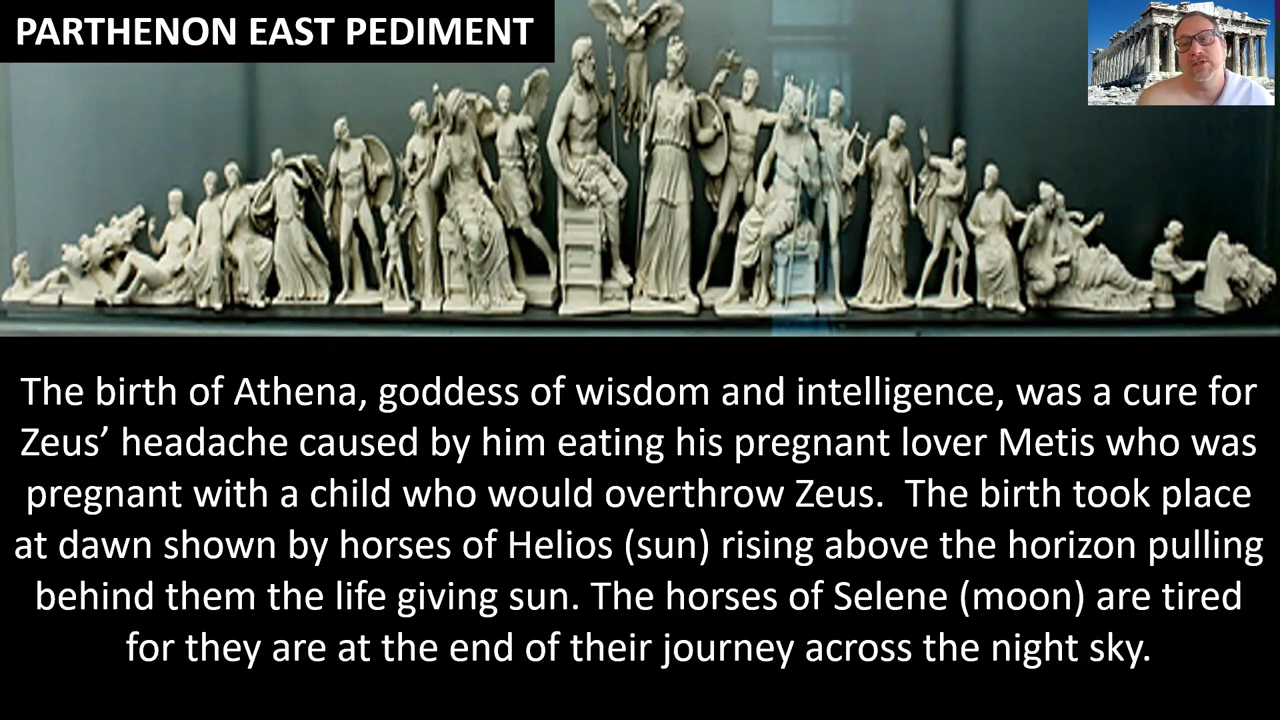 PARTHENON EAST PEDIMENT
The birth of Athena, goddess of wisdom and intelligence, was a cure for
Zeus’ headache caused by him eating his pregnant lover Metis who was
pregnant with a child who would overthrow Zeus.  The birth took place
at dawn shown by horses of Helios (sun) rising above the horizon pulling
behind them the life giving sun. The horses of Selene (moon) are tired
for they are at the end of their journey across the night sky.